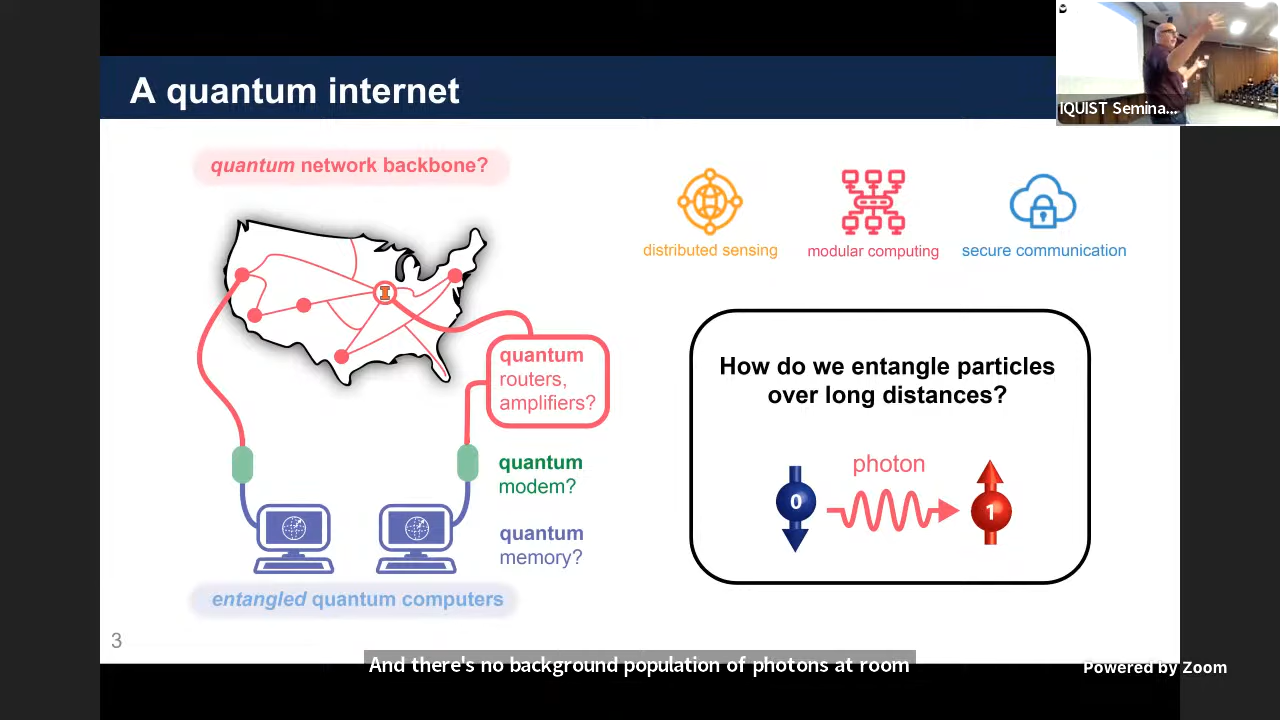 A quantum internet
IQUIST Semina...
quantum network backbone?
I
distributed sensing
modular computing
secure communication
quantum
routers,
amplifiers?
quantum
modem?
quantum
memory?
entangled quantum computers
How do we entangle particles
over long distances?
photon
0
1
3
And there's no background population of photons at room
Powered by Zoom